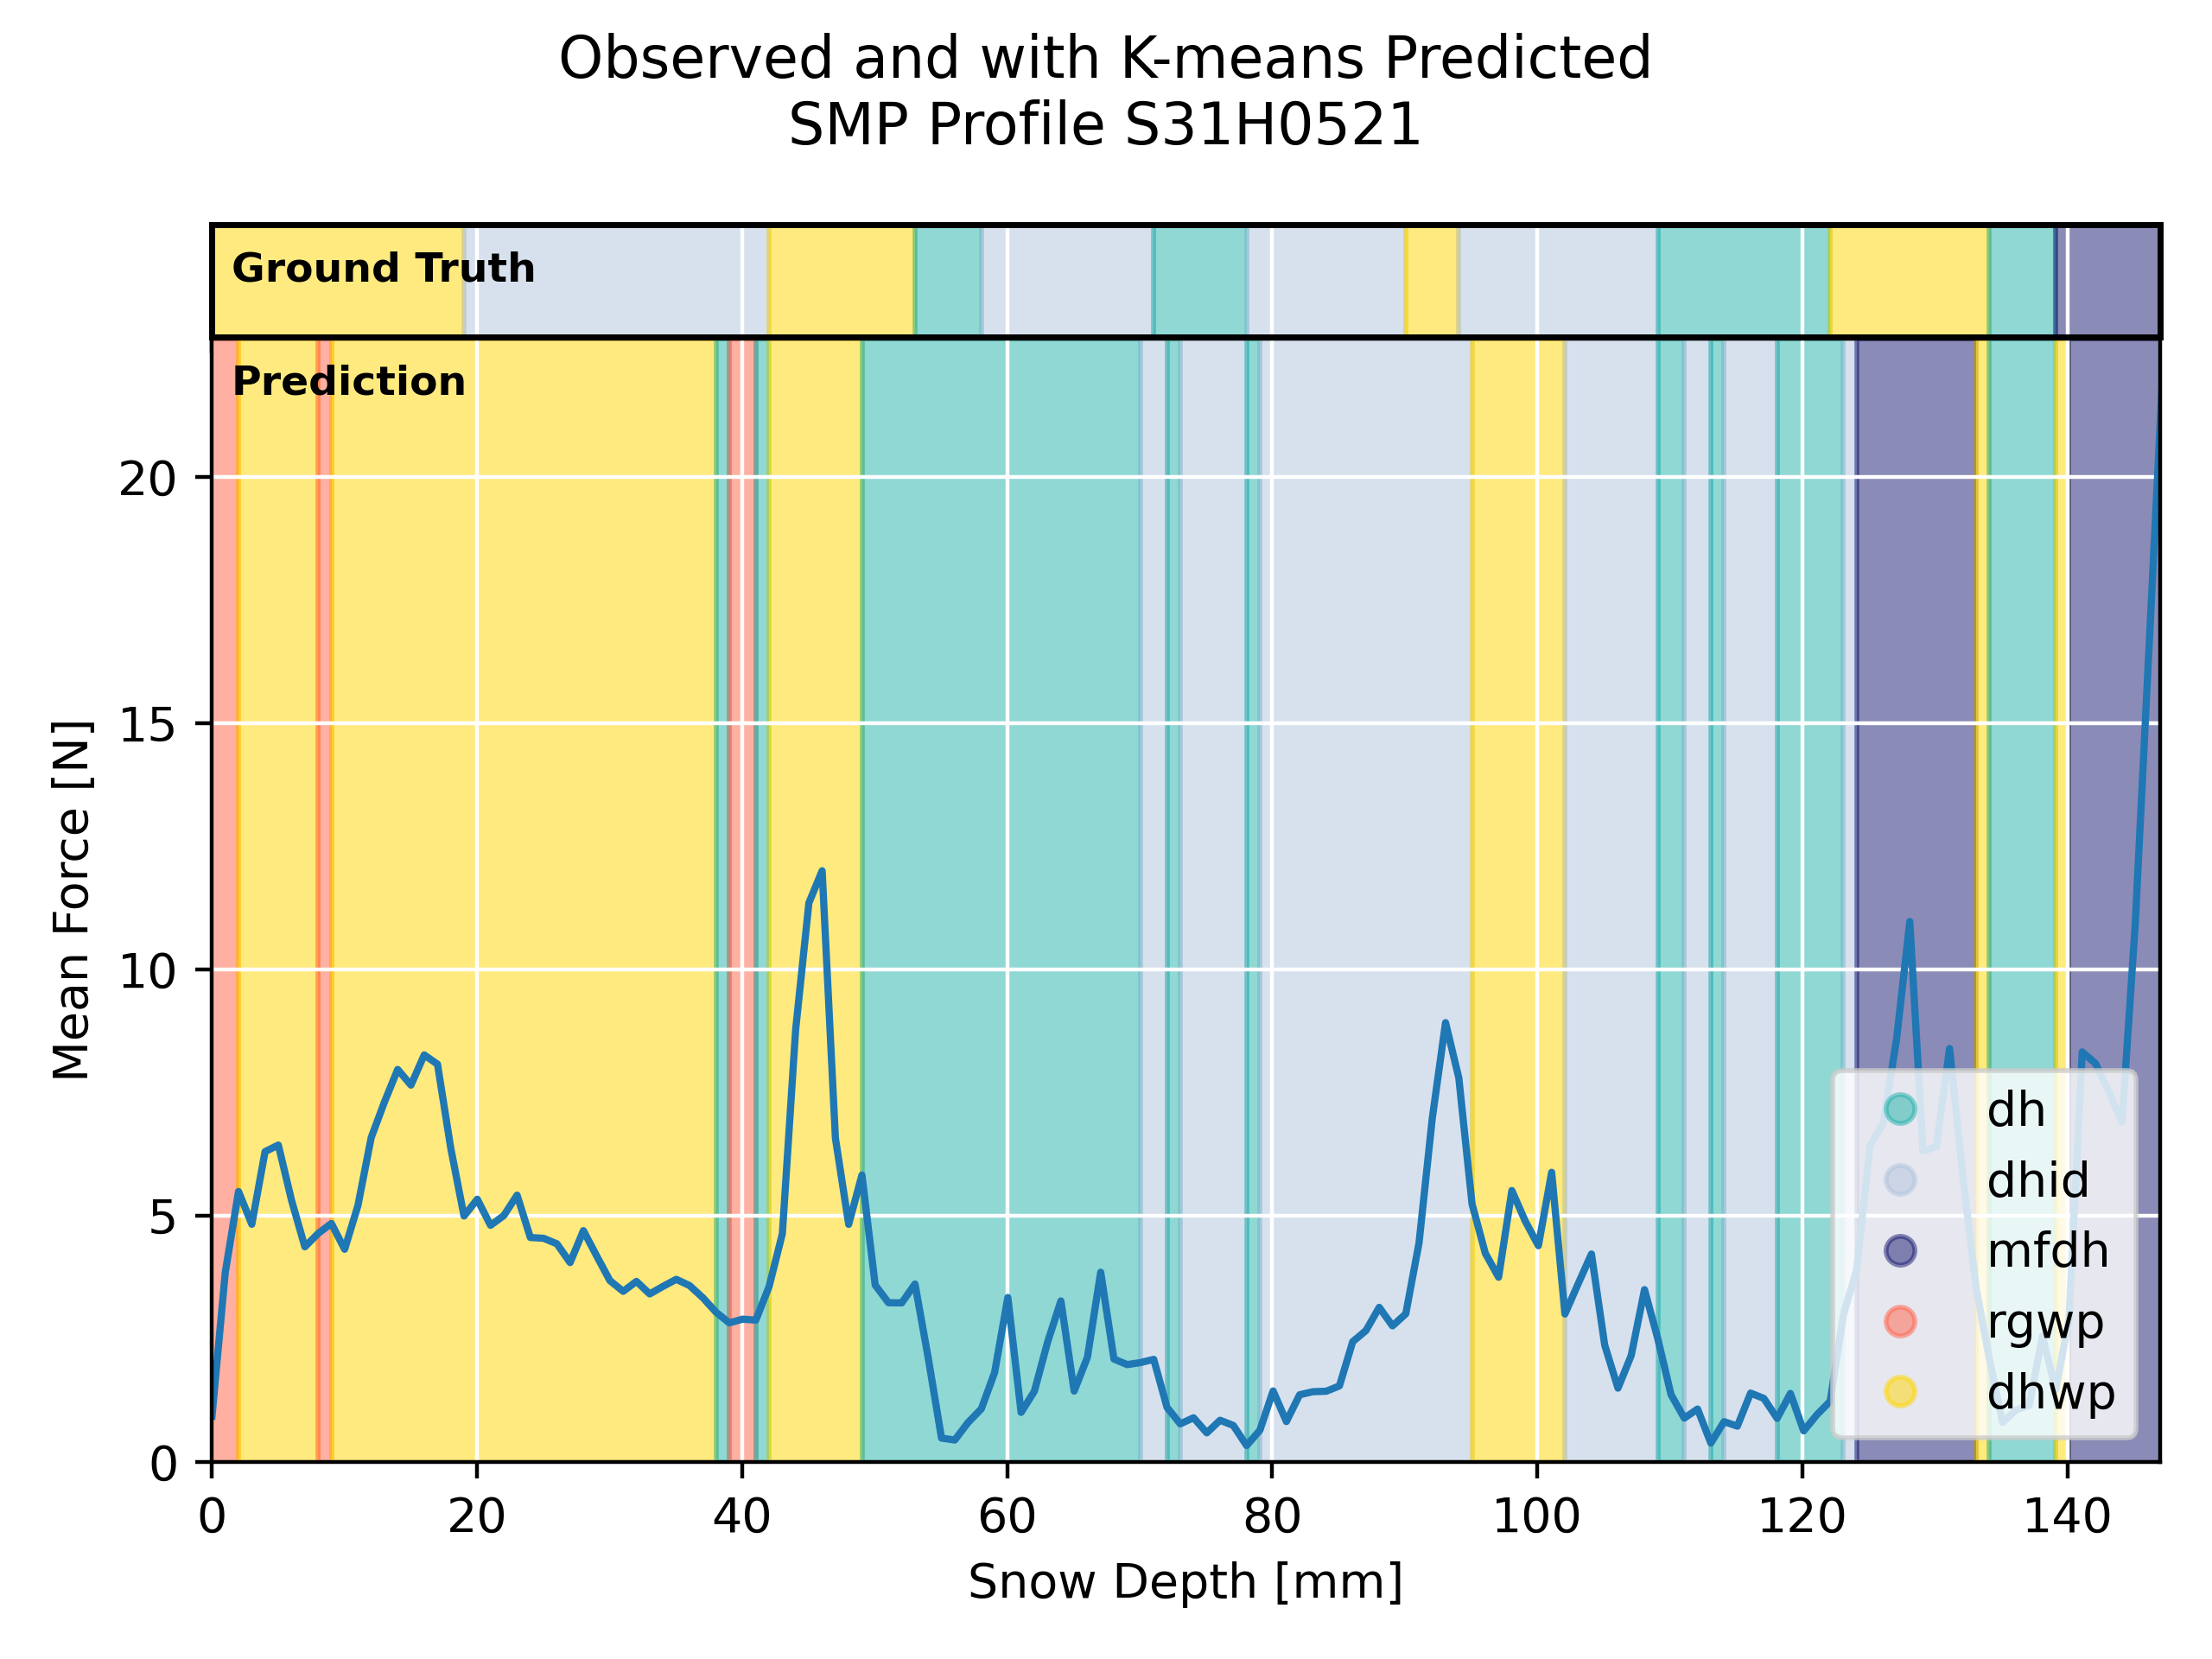 Observed and with K-means Predicted
SMP Profile S31H0521
Ground Truth
Prediction
20
15
10
5
0
Mean Force [N]
dh
dhid
mfdh
rgwp
dhwp
0 20 40 60 80 100 120 140
Snow Depth [mm]